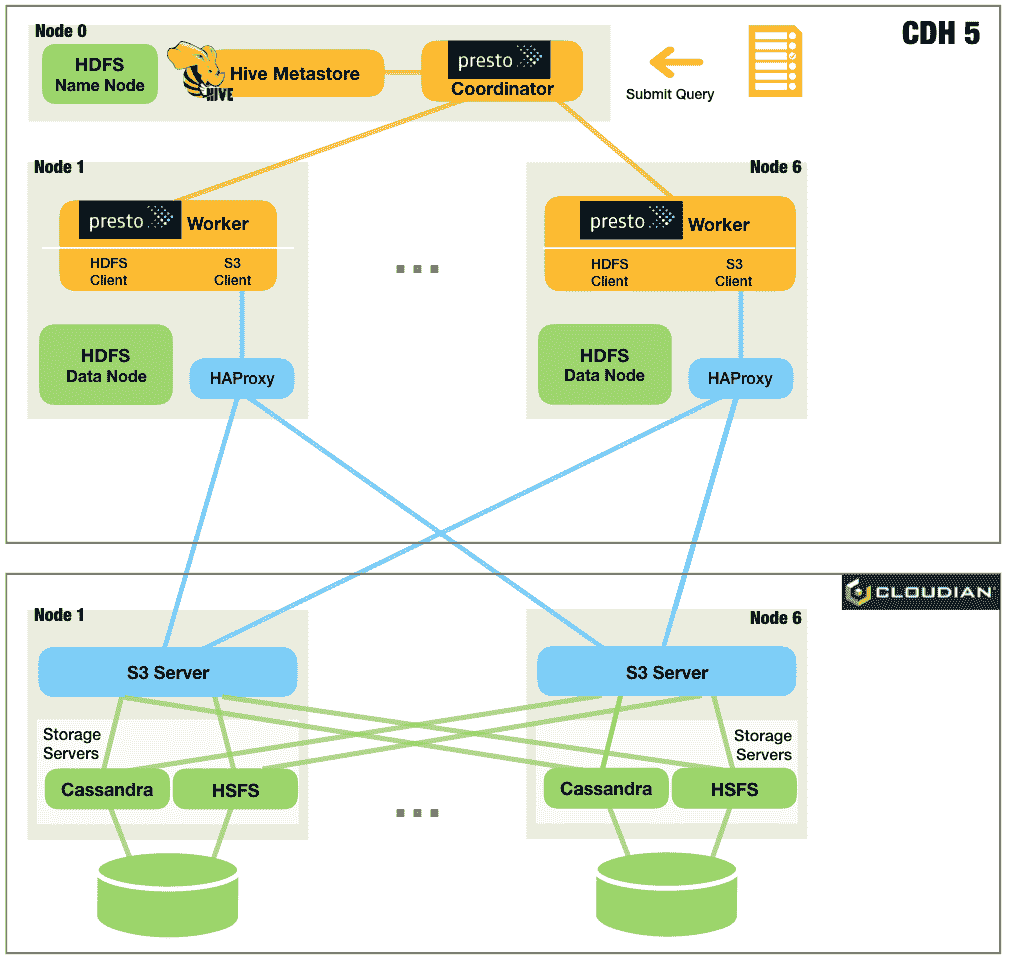 Node 0
CDH 5
HDFS
Name Node
HIVE
Hive Metastore
presto
Coordinator
Submit Query
Node 1
Node 6
presto Worker
HDFS
Client
S3
Client
presto Worker
HDFS
Client
S3
Client
HDFS
Data Node
HAProxy
HDFS
Data Node
HAProxy
CLOUDIAN
Node 1
Node 6
S3 Server
S3 Server
Storage
Servers
Storage
Servers
Cassandra
HSFS
Cassandra
HSFS